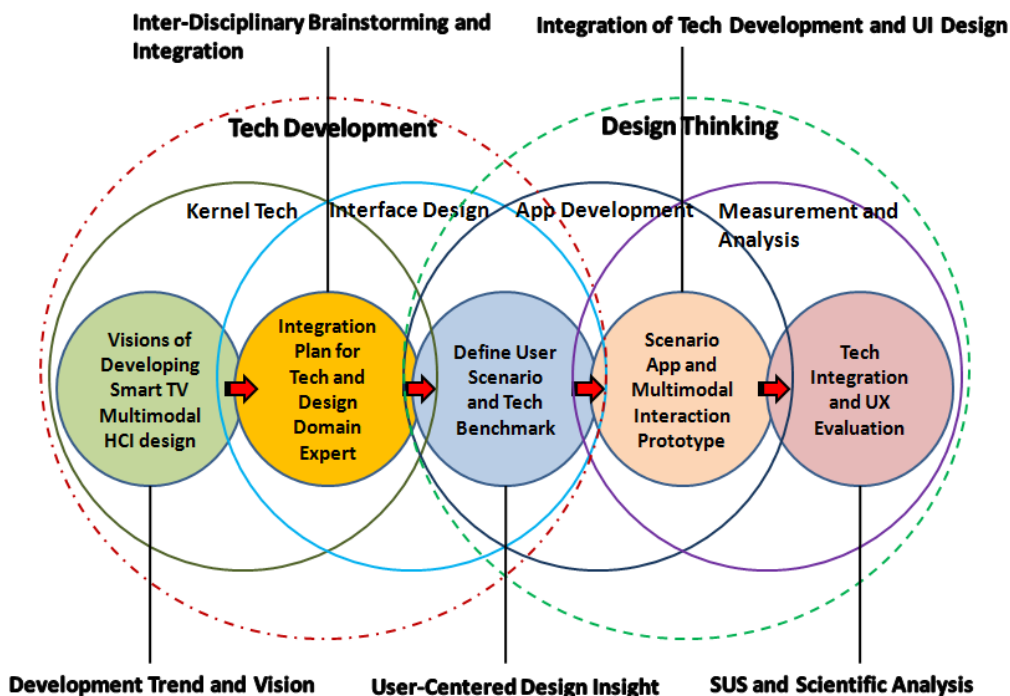 Inter-Disciplinary Brainstorming and
Integration
Integration of Tech Development and UI Design
Tech Development
Design Thinking
Kernel Tech
Interface Design
App Development
Measurement and
Analysis
Visions of
Developing
Smart TV
Multimodal
HCI design
Integration
Plan for
Tech and
Design
Domain
Expert
Define User
Scenario
and Tech
Benchmark
Scenario
App and
Multimodal
Interaction
Prototype
Tech
Integration
and UX
Evaluation
Development Trend and Vision
User-Centered Design Insight
SUS and Scientific Analysis